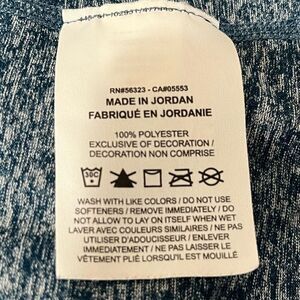 RN#56323 - CA#05553
MADE IN JORDAN
FABRIQUÉ EN JORDANIE
100% POLYESTER
EXCLUSIVE OF DECORATION /
DECORATION NON COMPRISE
30C
WASH WITH LIKE COLORS / DO NOT USE
SOFTENERS / REMOVE IMMEDIATELY / DO
NOT ALLOW TO LAY ON ITSELF WHEN WET
LAVER AVEC COULEURS SIMILAIRES / NE PAS
UTILISER D'ADOUCISSEUR / ENLEVER
IMMEDIATEMENT / NE PAS LAISSER LE
VÊTEMENT PLIÉ LORSQU'IL EST MOUILLÉ